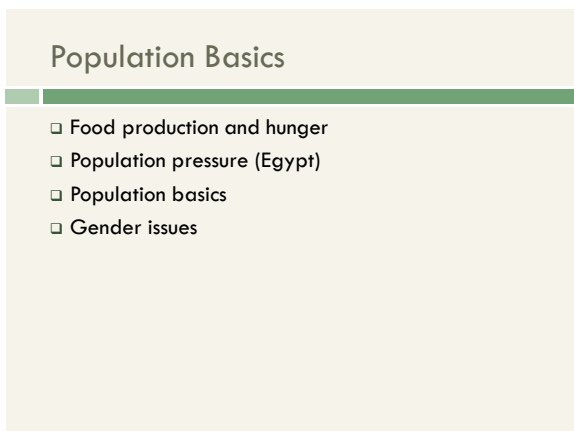 Population Basics
Food production and hunger
Population pressure (Egypt)
Population basics
Gender issues